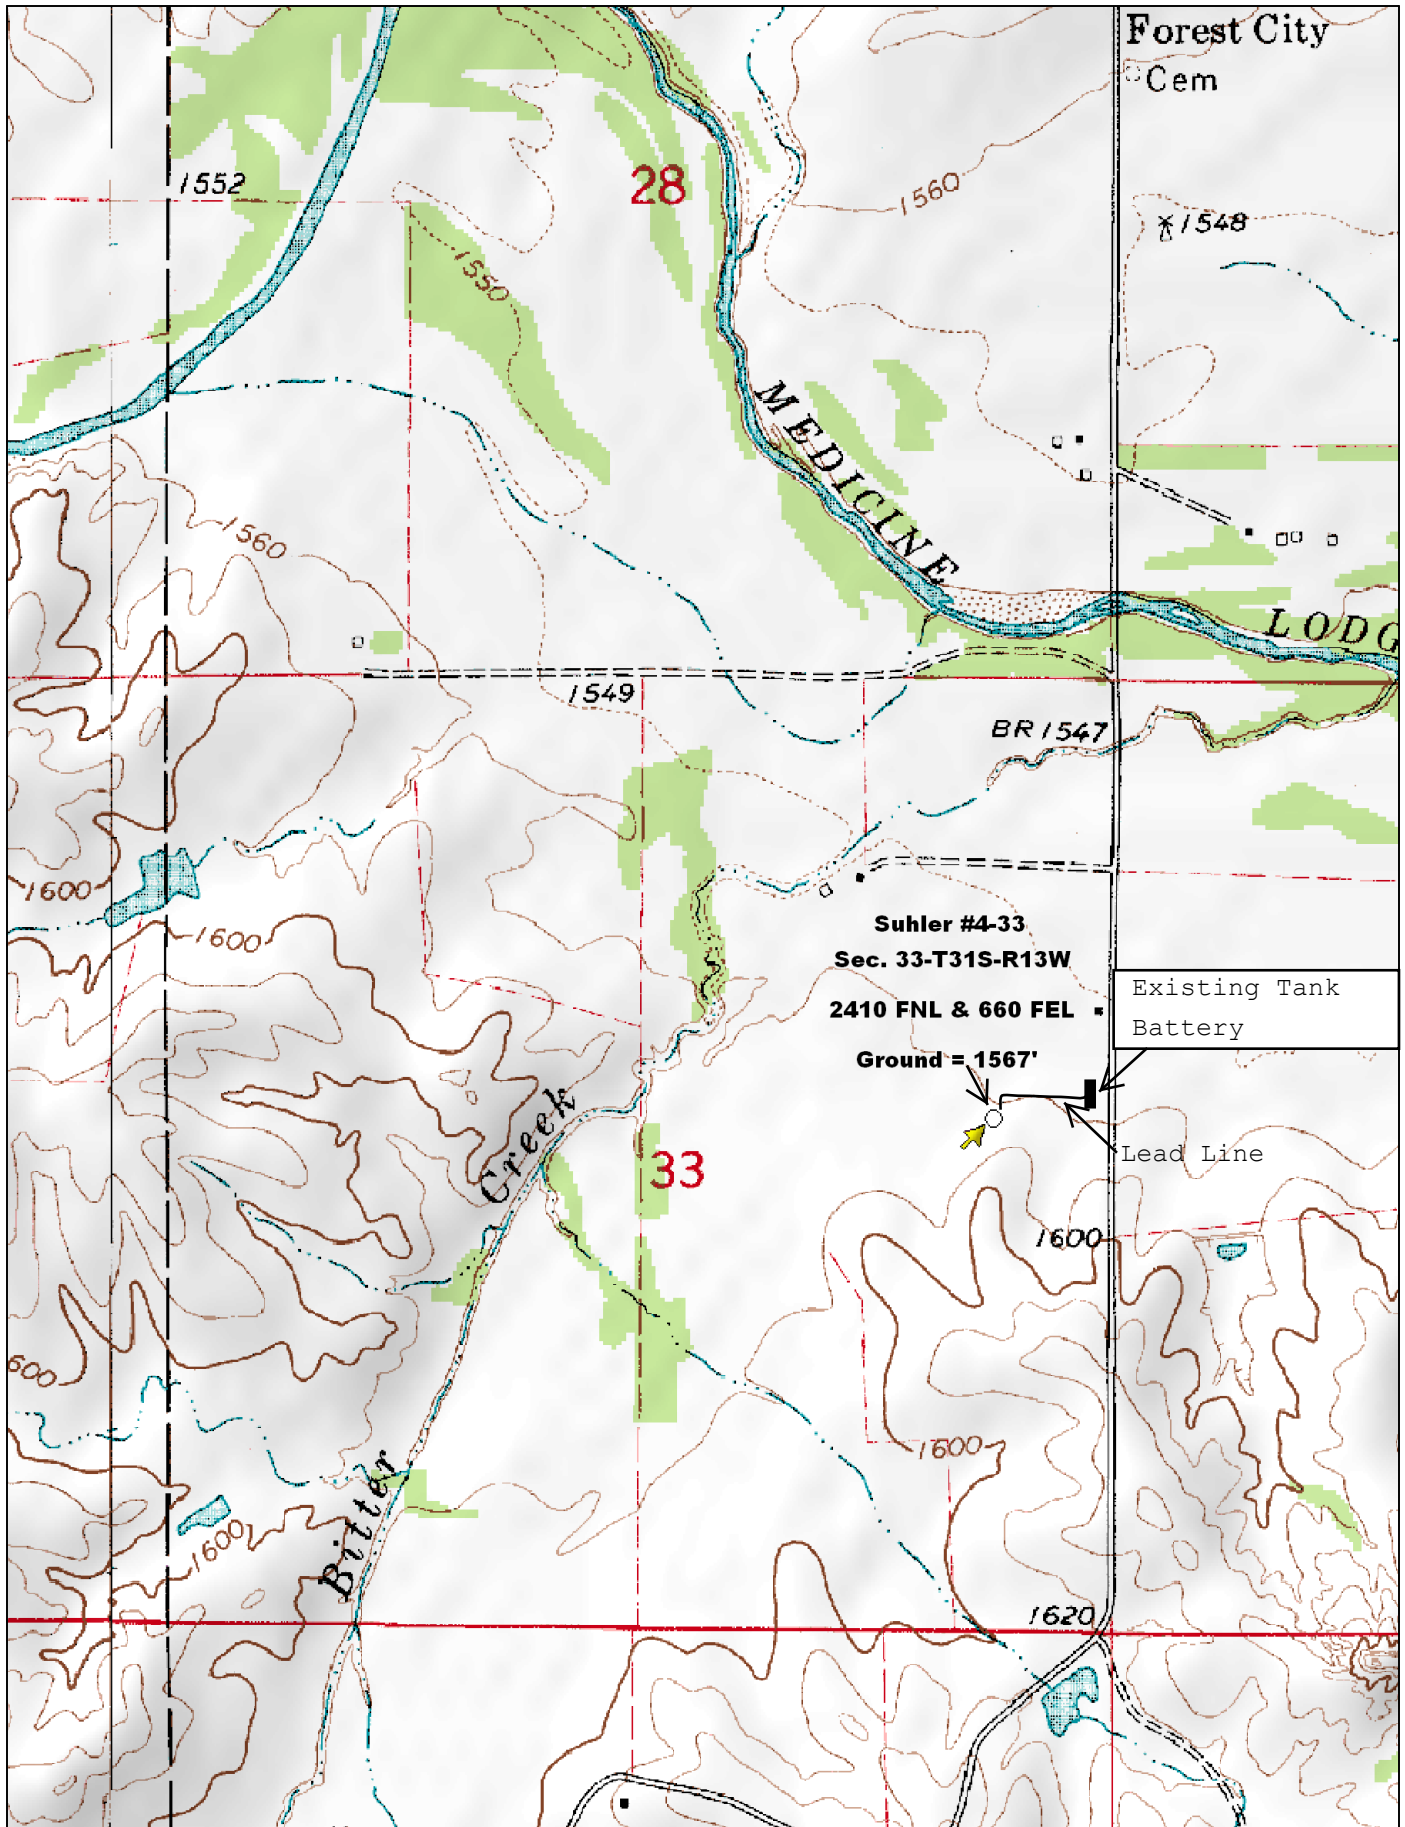 Forest City
Cem
28
1552
1560
1548
1550
MEDICINE
1560
LODG
1549
BR 1547
1600
1600
Suhler #4-33
Sec. 33-T31S-R13W
2410 FNL & 660 FEL
Ground = 1567'
Existing Tank
Battery
Lead Line
Creek
33
1600
600
1600
Bitter
1600
1620